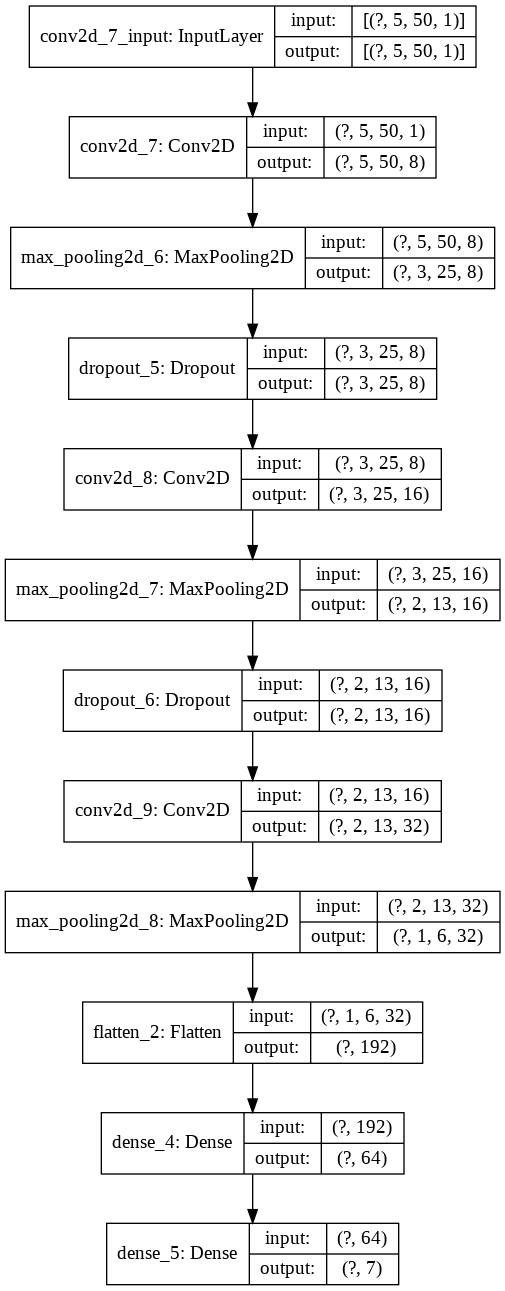 conv2d_7_input: InputLayer
input: [(?, 5, 50, 1)]
output: [(?, 5, 50, 1)]
conv2d_7: Conv2D
input: (?, 5, 50, 1)
output: (?, 5, 50, 8)
max_pooling2d_6: MaxPooling2D
input: (?, 5, 50, 8)
output: (?, 3, 25, 8)
dropout_5: Dropout
input: (?, 3, 25, 8)
output: (?, 3, 25, 8)
conv2d_8: Conv2D
input: (?, 3, 25, 8)
output: (?, 3, 25, 16)
max_pooling2d_7: MaxPooling2D
input: (?, 3, 25, 16)
output: (?, 2, 13, 16)
dropout_6: Dropout
input: (?, 2, 13, 16)
output: (?, 2, 13, 16)
conv2d_9: Conv2D
input: (?, 2, 13, 16)
output: (?, 2, 13, 32)
max_pooling2d_8: MaxPooling2D
input: (?, 2, 13, 32)
output: (?, 1, 6, 32)
flatten_2: Flatten
input: (?, 1, 6, 32)
output: (?, 192)
dense_4: Dense
input: (?, 192)
output: (?, 64)
dense_5: Dense
input: (?, 64)
output: (?, 7)